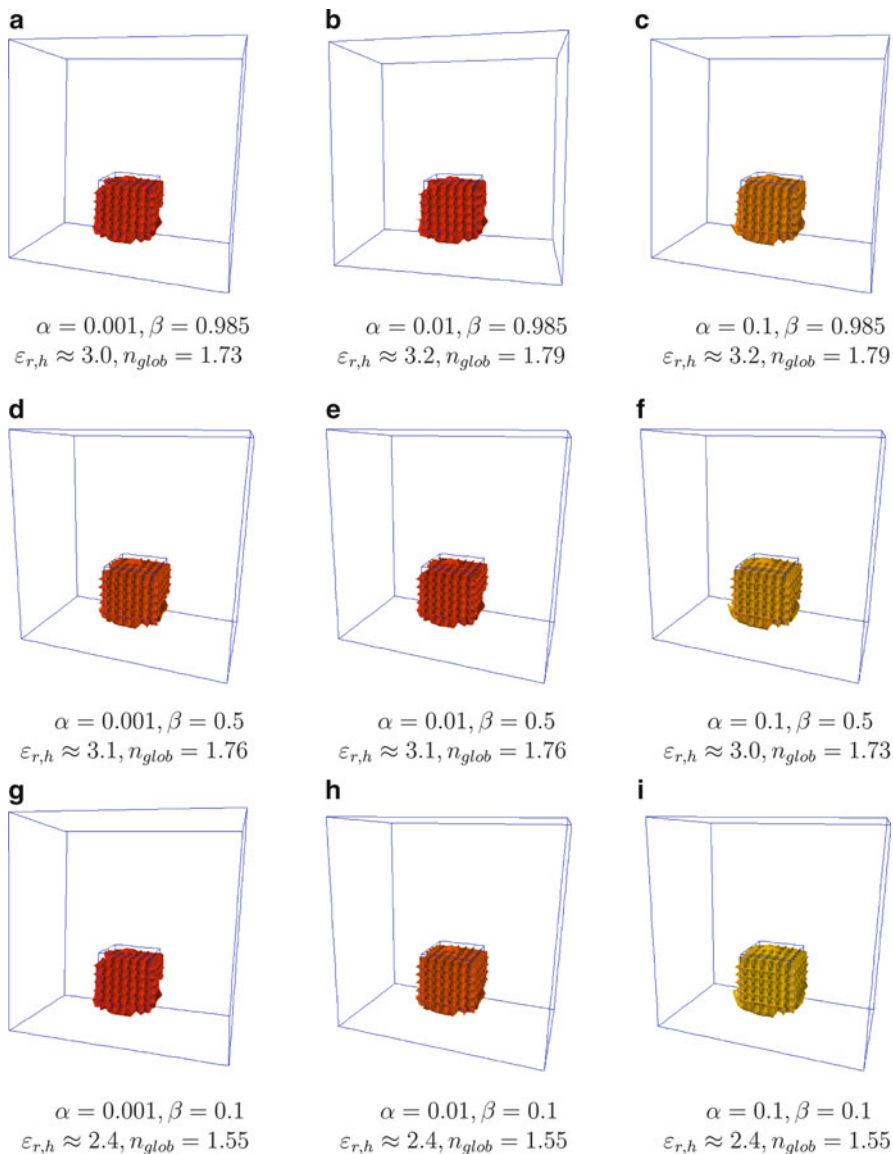 a
b
c
α = 0.001, β = 0.985
ε_{r,h} ≈ 3.0, n_{glob} = 1.73
α = 0.01, β = 0.985
ε_{r,h} ≈ 3.2, n_{glob} = 1.79
α = 0.1, β = 0.985
ε_{r,h} ≈ 3.2, n_{glob} = 1.79
d
e
f
α = 0.001, β = 0.5
ε_{r,h} ≈ 3.1, n_{glob} = 1.76
α = 0.01, β = 0.5
ε_{r,h} ≈ 3.1, n_{glob} = 1.76
α = 0.1, β = 0.5
ε_{r,h} ≈ 3.0, n_{glob} = 1.73
g
h
i
α = 0.001, β = 0.1
ε_{r,h} ≈ 2.4, n_{glob} = 1.55
α = 0.01, β = 0.1
ε_{r,h} ≈ 2.4, n_{glob} = 1.55
α = 0.1, β = 0.1
ε_{r,h} ≈ 2.4, n_{glob} = 1.55